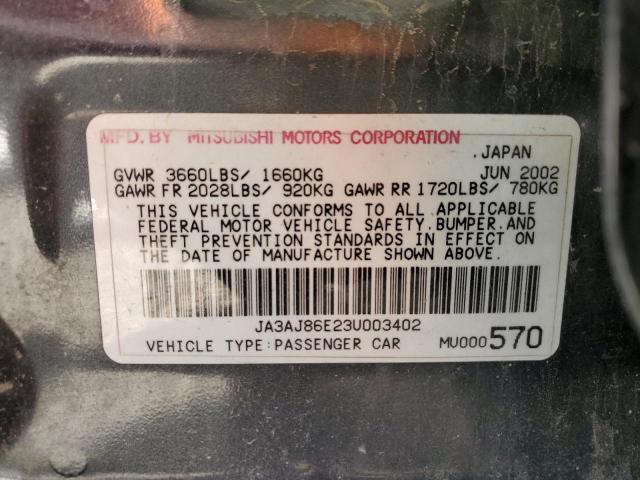 MFD. BY MITSUBISHI MOTORS CORPORATION
.JAPAN
GVWR 3660LBS/ 1660KG JUN 2002
GAWR FR 2028LBS/ 920KG GAWR RR 1720LBS/ 780KG
THIS VEHICLE CONFORMS TO ALL APPLICABLE
FEDERAL MOTOR VEHICLE SAFETY.BUMPER,AND
THEFT PREVENTION STANDARDS IN EFFECT ON
THE DATE OF MANUFACTURE SHOWN ABOVE.
JA3AJ86E23U003402
VEHICLE TYPE:PASSENGER CAR MU000570